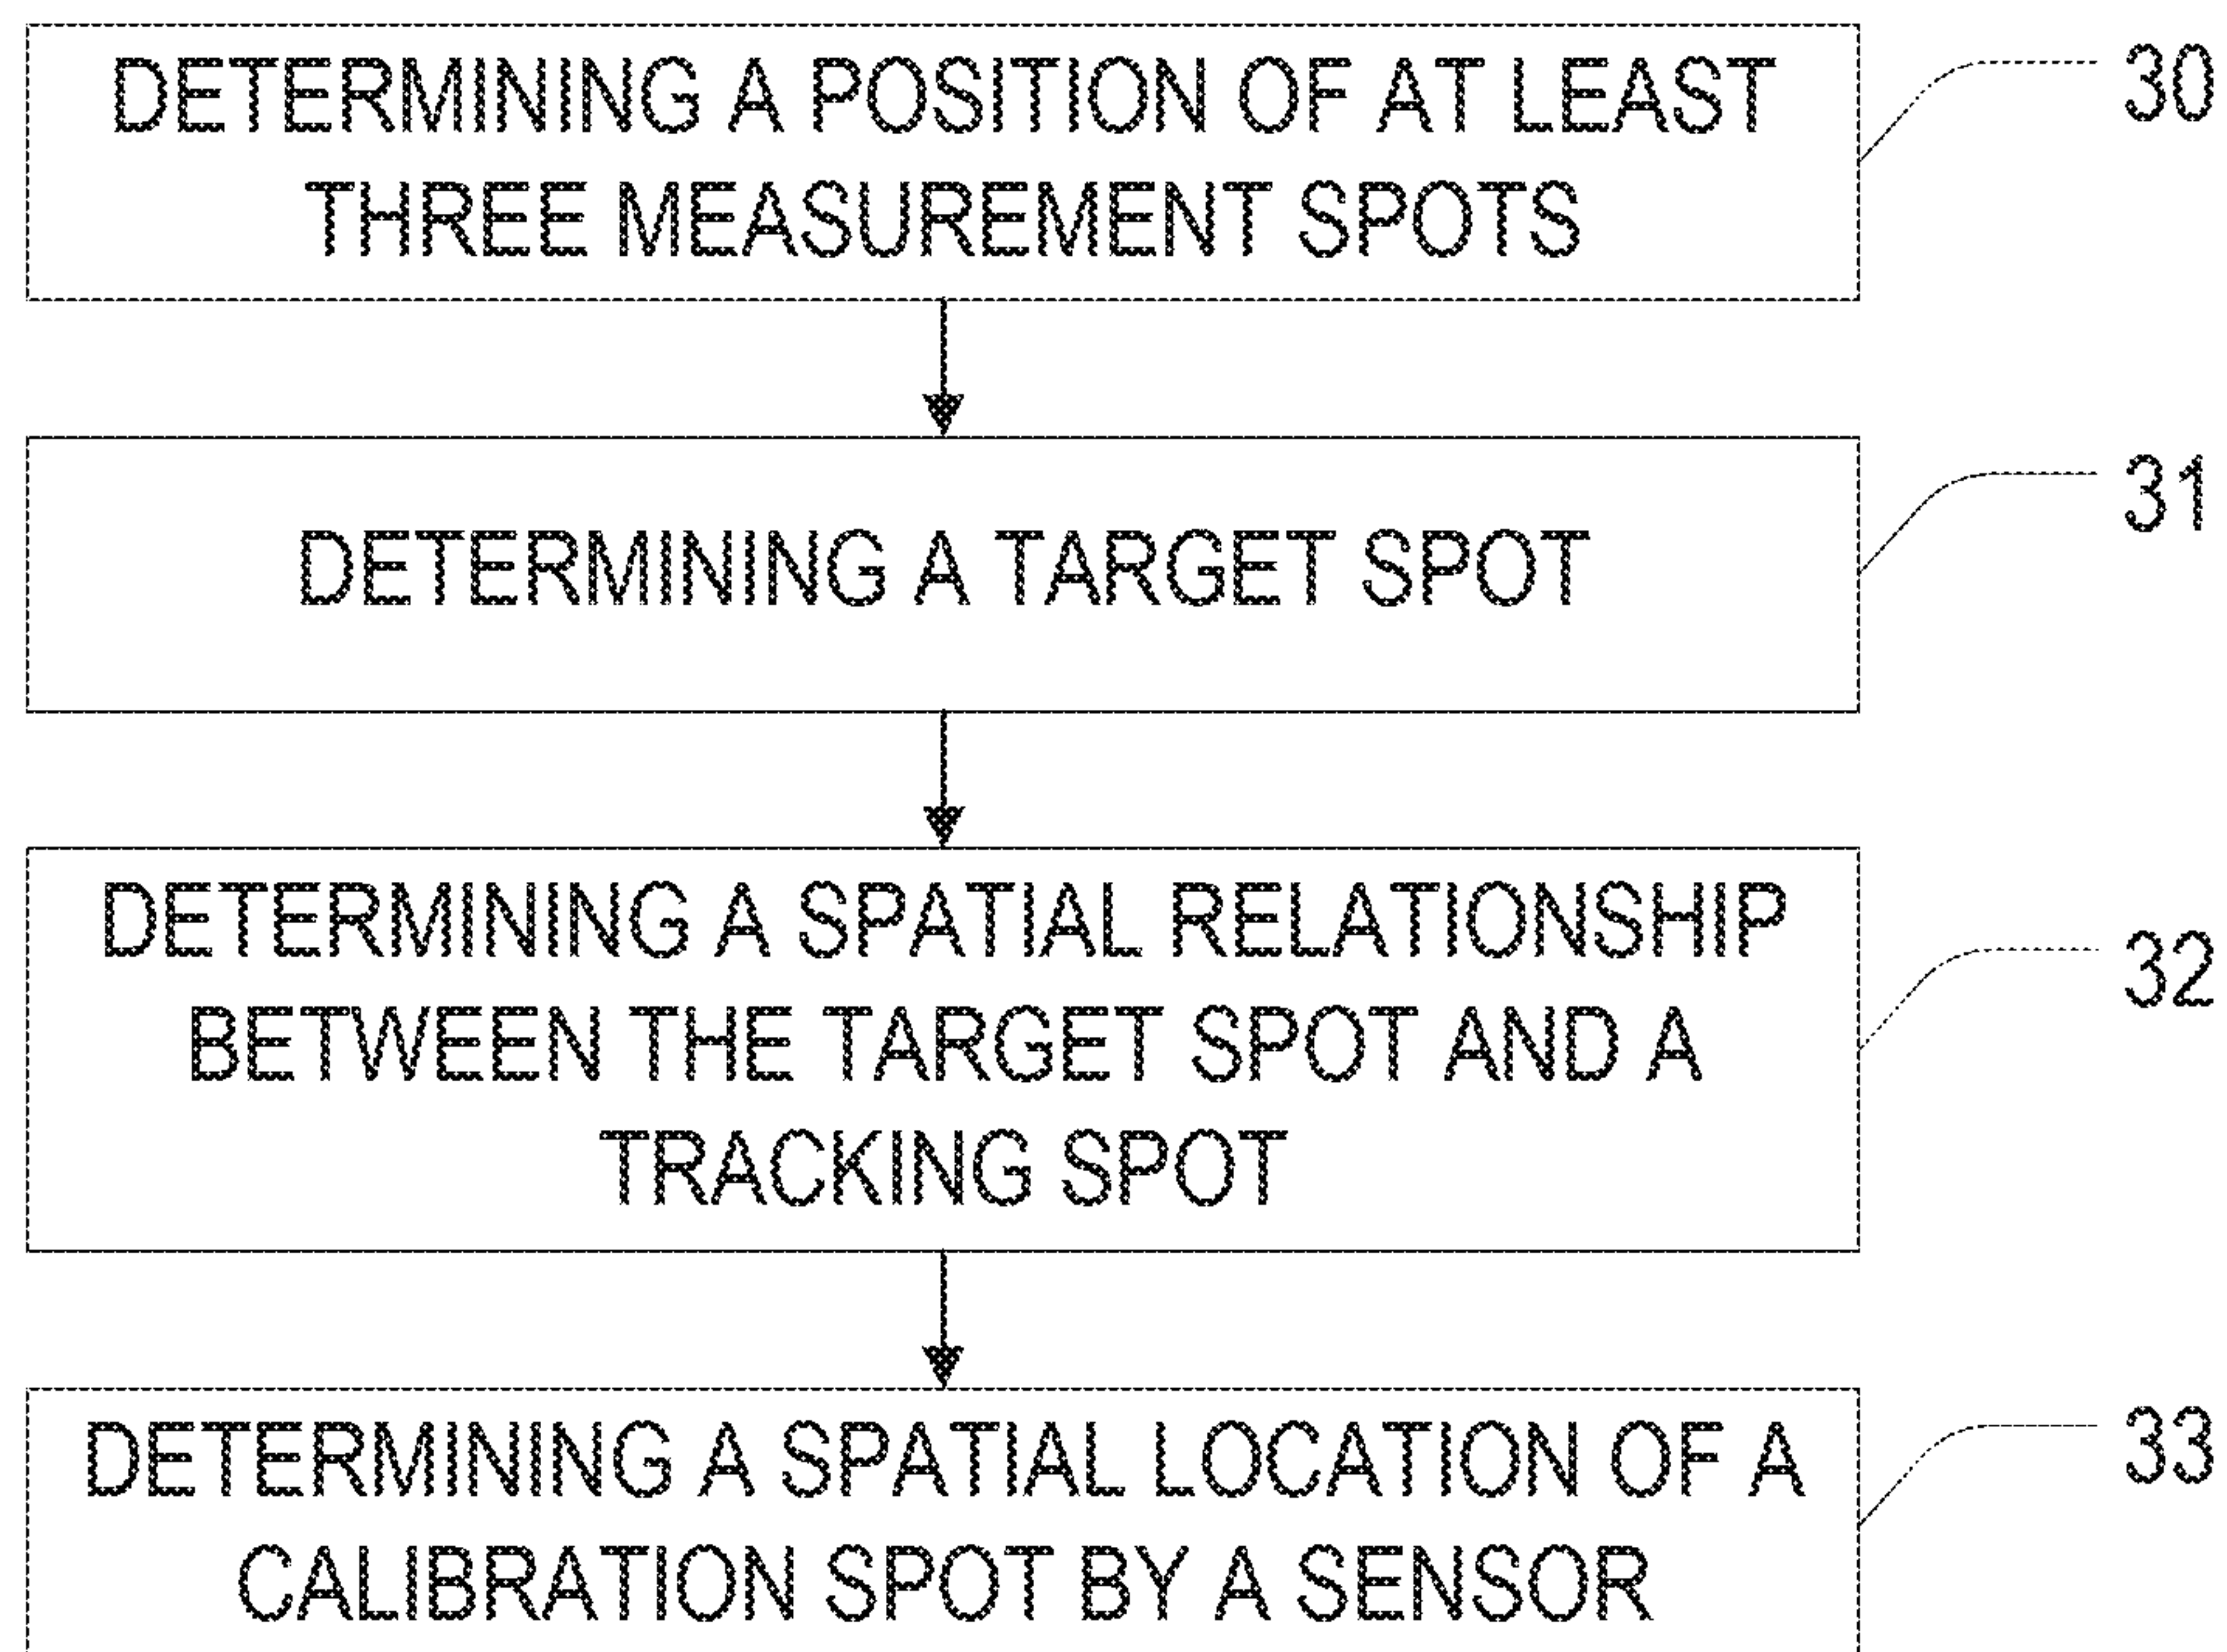 DETERMINING A POSITION OF AT LEAST
THREE MEASUREMENT SPOTS
30
DETERMINING A TARGET SPOT
31
DETERMINING A SPATIAL RELATIONSHIP
BETWEEN THE TARGET SPOT AND A
TRACKING SPOT
32
DETERMINING A SPATIAL LOCATION OF A
CALIBRATION SPOT BY A SENSOR
33